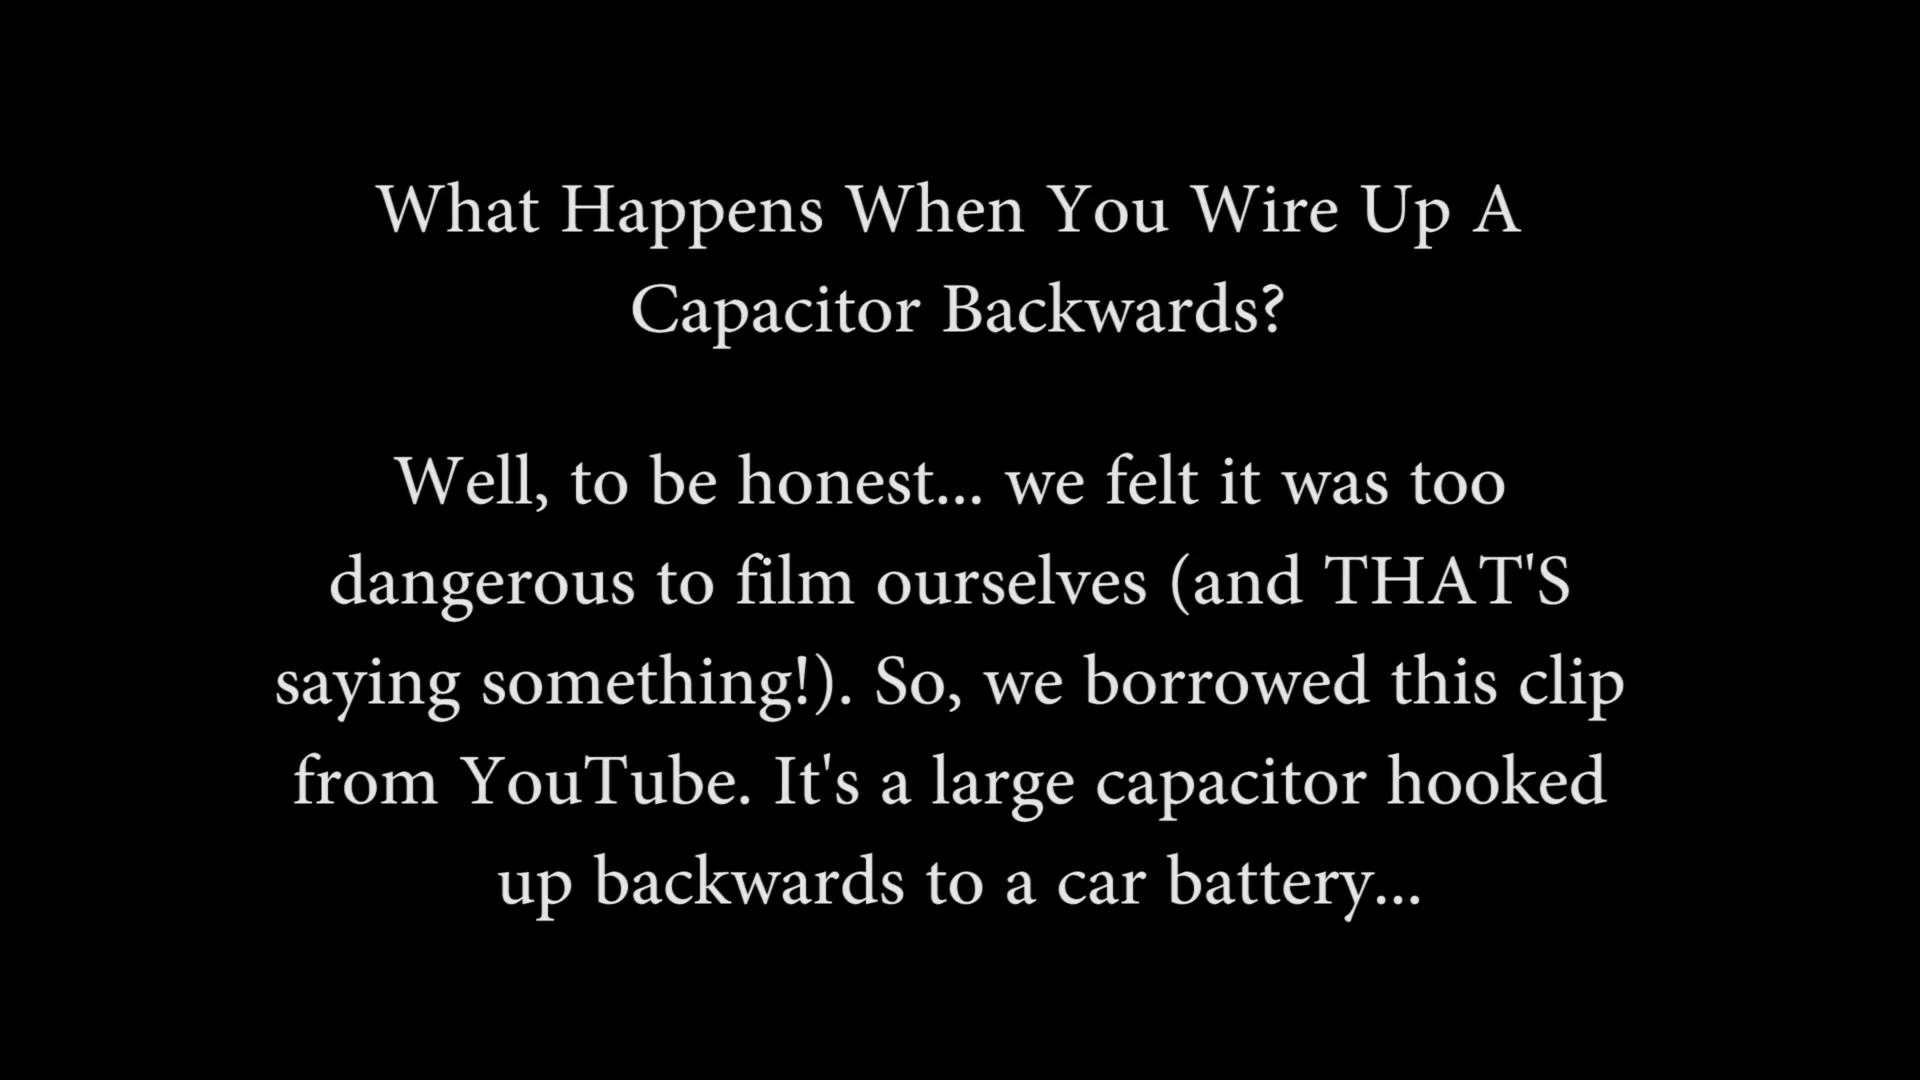 What Happens When You Wire Up A
Capacitor Backwards?
Well, to be honest... we felt it was too
dangerous to film ourselves (and THAT'S
saying something!). So, we borrowed this clip
from YouTube. It's a large capacitor hooked
up backwards to a car battery...